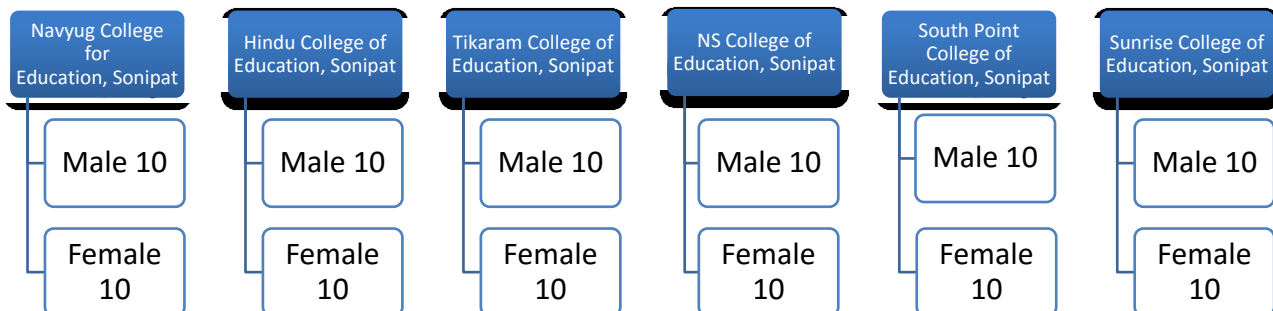 Navyug College
for
Education, Sonipat
Male 10
Female
10
Hindu College of
Education, Sonipat
Male 10
Female
10
Tikaram College of
Education, Sonipat
Male 10
Female
10
NS College of
Education, Sonipat
Male 10
Female
10
South Point
College of
Education, Sonipat
Male 10
Female
10
Sunrise College of
Education, Sonipat
Male 10
Female
10